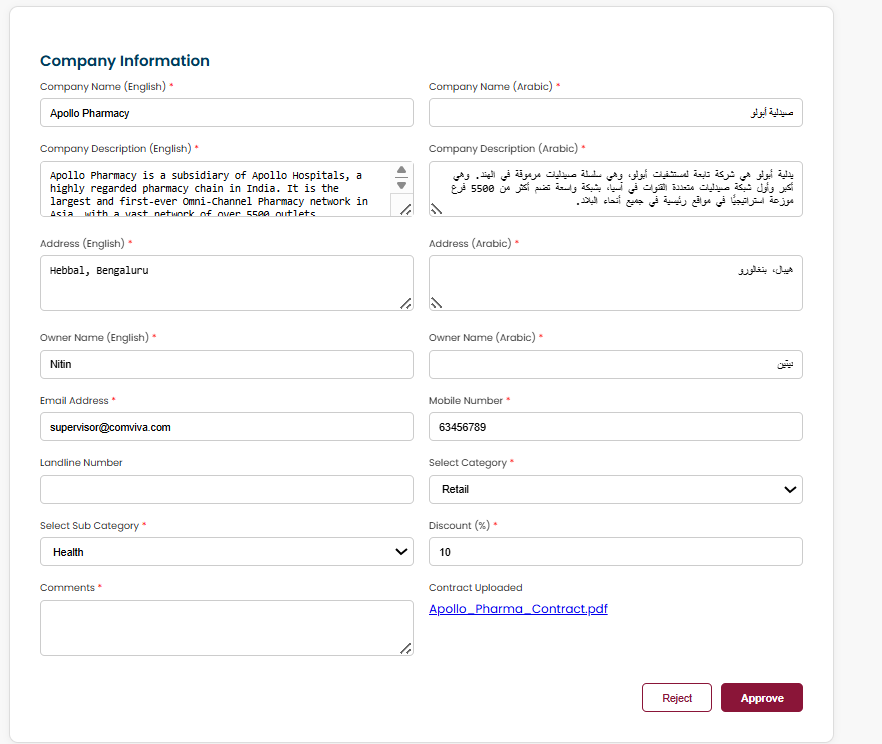 Company Information
Company Name (English) *
Company Name (Arabic) *
Apollo Pharmacy
صيدلية أبولو
Company Description (English) *
Company Description (Arabic) *
Apollo Pharmacy is a subsidiary of Apollo Hospitals, a
highly regarded pharmacy chain in India. It is the
largest and first-ever Omni-Channel Pharmacy network in
Asia, with a vast network of over 5500 outlets
يدلية أبولو هي شركة تابعة لمستشفيات أبولو، وهي سلسلة صيدليات مرموقة في الهند. وهي
أكبر وأول شبكة صيدليات متعددة القنوات في آسيا، بشبكة واسعة تضم أكثر من 5500 فرع
موزعة استراتيجيًا في مواقع رئيسية في جميع أنحاء البلاد.
Address (English) *
Address (Arabic) *
Hebbal, Bengaluru
هيبال، بنغالورو
Owner Name (English) *
Owner Name (Arabic) *
Nitin
نيتين
Email Address *
Mobile Number *
supervisor@comviva.com
63456789
Landline Number
Select Category *
Retail
Select Sub Category *
Discount (%) *
Health
10
Comments *
Contract Uploaded
Apollo_Pharma_Contract.pdf
Reject
Approve